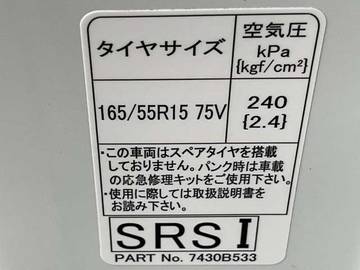 タイヤサイズ
空気圧
kPa
{kgf/cm²}
165/55R15 75V
240
{2.4}
・この車両はスペアタイヤを搭載
しておりません。パンク時は車載
の応急修理キットをご使用下さい。
・使用に際しては取扱説明書を
お読み下さい。
SRS I
PART No. 7430B533